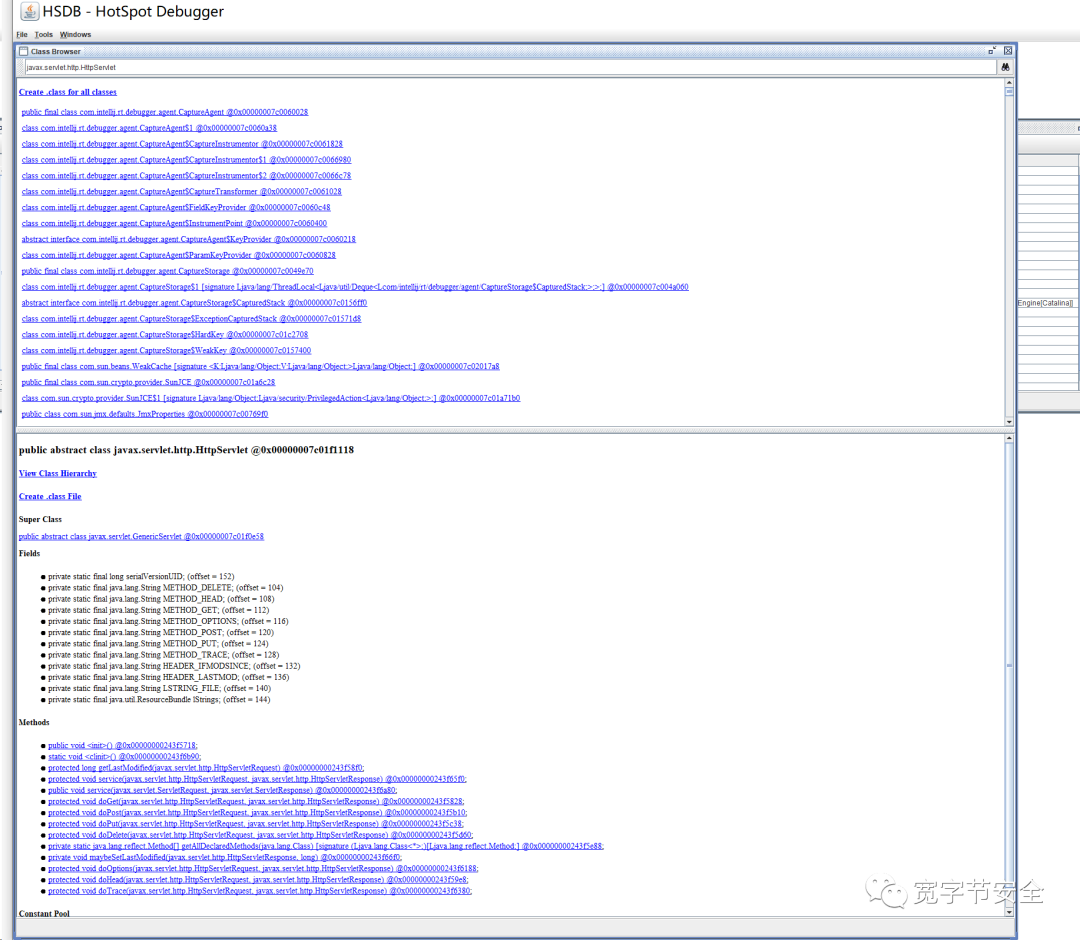 HSDB - HotSpot Debugger
File Tools Windows
Class Browser
javax.servlet.http.HttpServlet
Create .class for all classes
public final class com.intellij.rt.debugger.agent.CaptureAgent @0x00000007c0060028
class com.intellij.rt.debugger.agent.CaptureAgent$1 @0x00000007c0060a38
class com.intellij.rt.debugger.agent.CaptureAgent$CaptureInstrumentor @0x00000007c0061828
class com.intellij.rt.debugger.agent.CaptureAgent$CaptureInstrumentor$1 @0x00000007c0066980
class com.intellij.rt.debugger.agent.CaptureAgent$CaptureInstrumentor$2 @0x00000007c0066c78
class com.intellij.rt.debugger.agent.CaptureAgent$CaptureTransformer @0x00000007c0061028
class com.intellij.rt.debugger.agent.CaptureAgent$FieldKeyProvider @0x00000007c0060c48
class com.intellij.rt.debugger.agent.CaptureAgent$InstrumentPoint @0x00000007c0060400
abstract interface com.intellij.rt.debugger.agent.CaptureAgent$KeyProvider @0x00000007c0060218
class com.intellij.rt.debugger.agent.CaptureAgent$ParamKeyProvider @0x00000007c0060828
public final class com.intellij.rt.debugger.agent.CaptureStorage @0x00000007c0049e70
class com.intellij.rt.debugger.agent.CaptureStorage$1 [signature Ljava/lang/ThreadLocal<Ljava/util/Deque<Lcom/intellij/rt/debugger/agent/CaptureStorage$CapturedStack;>;>;] @0x00000007c004a060
abstract interface com.intellij.rt.debugger.agent.CaptureStorage$CapturedStack @0x00000007c0156ff0
class com.intellij.rt.debugger.agent.CaptureStorage$ExceptionCapturedStack @0x00000007c01571d8
class com.intellij.rt.debugger.agent.CaptureStorage$HardKey @0x00000007c01c2708
class com.intellij.rt.debugger.agent.CaptureStorage$WeakKey @0x00000007c0157400
public final class com.sun.beans.WeakCache [signature <K:Ljava/lang/Object;V:Ljava/lang/Object;>Ljava/lang/Object;] @0x00000007c02017a8
public final class com.sun.crypto.provider.SunJCE @0x00000007c01a6c28
class com.sun.crypto.provider.SunJCE$1 [signature Ljava/lang/Object;Ljava/security/PrivilegedAction<Ljava/lang/Object;>;] @0x00000007c01a71b0
public class com.sun.jmx.defaults.JmxProperties @0x00000007c00769f0
Engine[Catalina]]
public abstract class javax.servlet.http.HttpServlet @0x00000007c01f1118
View Class Hierarchy
Create .class File
Super Class
public abstract class javax.servlet.GenericServlet @0x00000007c01f0e58
Fields
● private static final long serialVersionUID; (offset = 152)
● private static final java.lang.String METHOD_DELETE; (offset = 104)
● private static final java.lang.String METHOD_HEAD; (offset = 108)
● private static final java.lang.String METHOD_GET; (offset = 112)
● private static final java.lang.String METHOD_OPTIONS; (offset = 116)
● private static final java.lang.String METHOD_POST; (offset = 120)
● private static final java.lang.String METHOD_PUT; (offset = 124)
● private static final java.lang.String METHOD_TRACE; (offset = 128)
● private static final java.lang.String HEADER_IFMODSINCE; (offset = 132)
● private static final java.lang.String HEADER_LASTMOD; (offset = 136)
● private static final java.lang.String LSTRING_FILE; (offset = 140)
● private static final java.util.ResourceBundle lStrings; (offset = 144)
Methods
● public void <init>() @0x00000000243f5718;
● static void <clinit>() @0x00000000243f6b90;
● protected long getLastModified(javax.servlet.http.HttpServletRequest) @0x00000000243f58f0;
● protected void service(javax.servlet.http.HttpServletRequest, javax.servlet.http.HttpServletResponse) @0x00000000243f65f0;
● public void service(javax.servlet.ServletRequest, javax.servlet.ServletResponse) @0x00000000243f6a80;
● protected void doGet(javax.servlet.http.HttpServletRequest, javax.servlet.http.HttpServletResponse) @0x00000000243f5828;
● protected void doPost(javax.servlet.http.HttpServletRequest, javax.servlet.http.HttpServletResponse) @0x00000000243f5b10;
● protected void doPut(javax.servlet.http.HttpServletRequest, javax.servlet.http.HttpServletResponse) @0x00000000243f5c38;
● protected void doDelete(javax.servlet.http.HttpServletRequest, javax.servlet.http.HttpServletResponse) @0x00000000243f5d60;
● private static java.lang.reflect.Method[] getAllDeclaredMethods(java.lang.Class) [signature (Ljava.lang.Class<*>;)[Ljava.lang.reflect.Method;] @0x00000000243f5e88;
● private void maybeSetLastModified(javax.servlet.http.HttpServletResponse, long) @0x00000000243f66f0;
● protected void doOptions(javax.servlet.http.HttpServletRequest, javax.servlet.http.HttpServletResponse) @0x00000000243f6188;
● protected void doHead(javax.servlet.http.HttpServletRequest, javax.servlet.http.HttpServletResponse) @0x00000000243f59e8;
● protected void doTrace(javax.servlet.http.HttpServletRequest, javax.servlet.http.HttpServletResponse) @0x00000000243f6380;
Constant Pool
宽字节安全